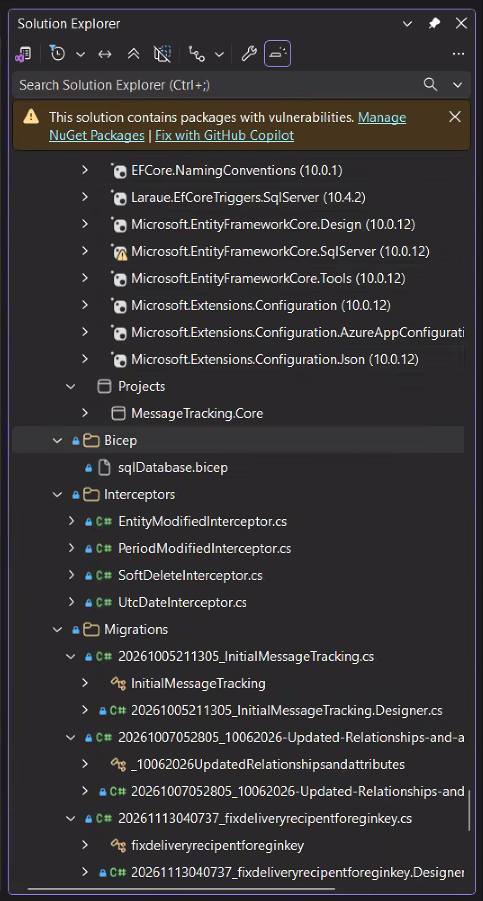 Solution Explorer
Search Solution Explorer (Ctrl+;)
This solution contains packages with vulnerabilities. Manage
NuGet Packages | Fix with GitHub Copilot
EFCore.NamingConventions (10.0.1)
Laraue.EfCoreTriggers.SqlServer (10.4.2)
Microsoft.EntityFrameworkCore.Design (10.0.12)
Microsoft.EntityFrameworkCore.SqlServer (10.0.12)
Microsoft.EntityFrameworkCore.Tools (10.0.12)
Microsoft.Extensions.Configuration (10.0.12)
Microsoft.Extensions.Configuration.AzureAppConfigurati
Microsoft.Extensions.Configuration.Json (10.0.12)
Projects
MessageTracking.Core
Bicep
sqlDatabase.bicep
Interceptors
C# EntityModifiedInterceptor.cs
C# PeriodModifiedInterceptor.cs
C# SoftDeleteInterceptor.cs
C# UtcDateInterceptor.cs
Migrations
C# 20261005211305_InitialMessageTracking.cs
InitialMessageTracking
C# 20261005211305_InitialMessageTracking.Designer.cs
C# 20261007052805_10062026-Updated-Relationships-and-a
_10062026UpdatedRelationshipsandattributes
C# 20261007052805_10062026-Updated-Relationships-and
C# 20261113040737_fixdeliveryrecipentforeginkey.cs
fixdeliveryrecipentforeginkey
C# 20261113040737_fixdeliveryrecipentforeginkey.Designer